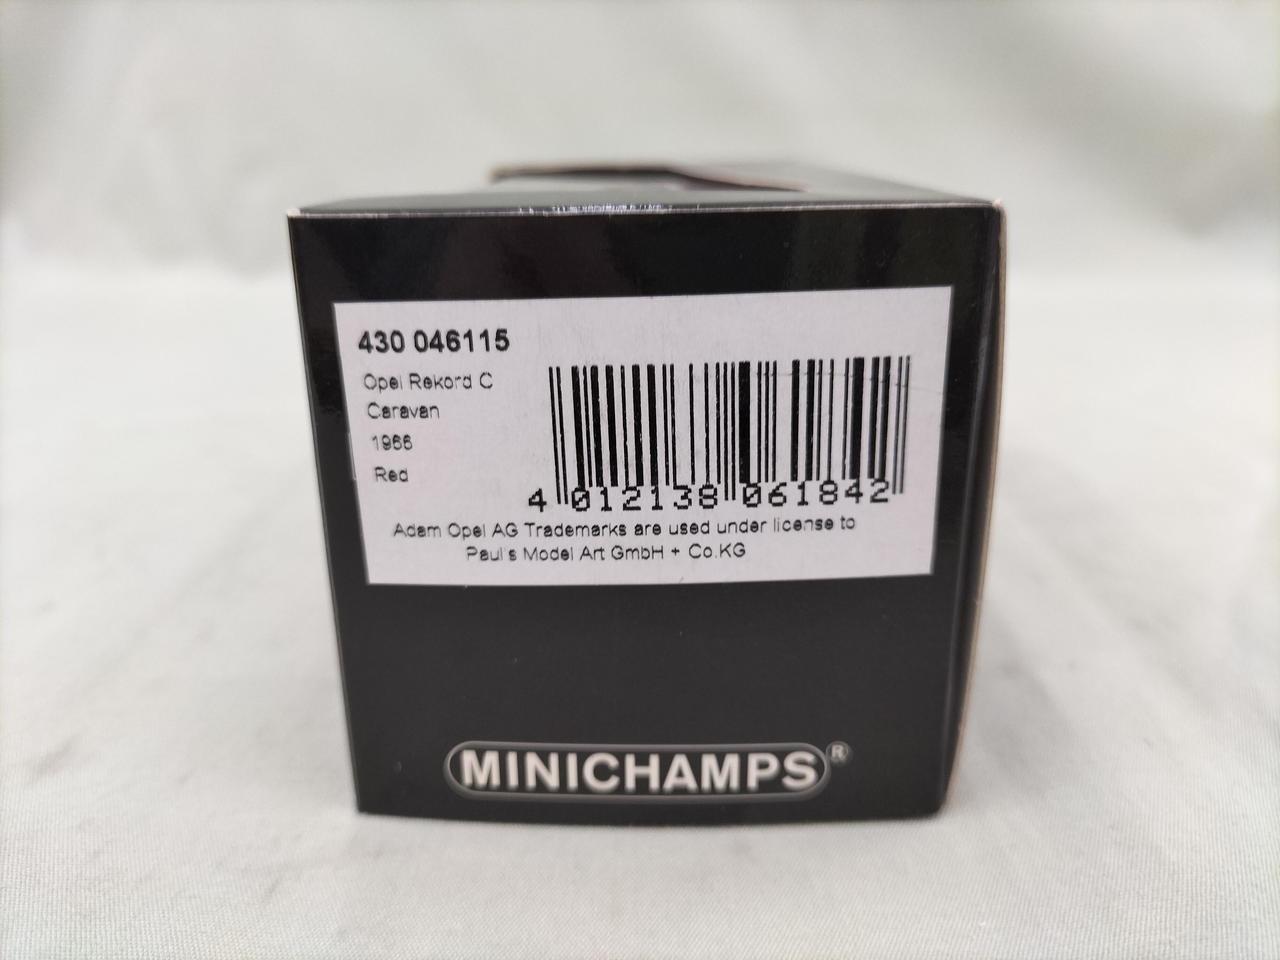 430 046115
Opel Rekord C
Caravan
1966
Red
4 012138 061842
Adam Opel AG Trademarks are used under license to
Paul's Model Art GmbH + Co.KG
MINICHAMPS®